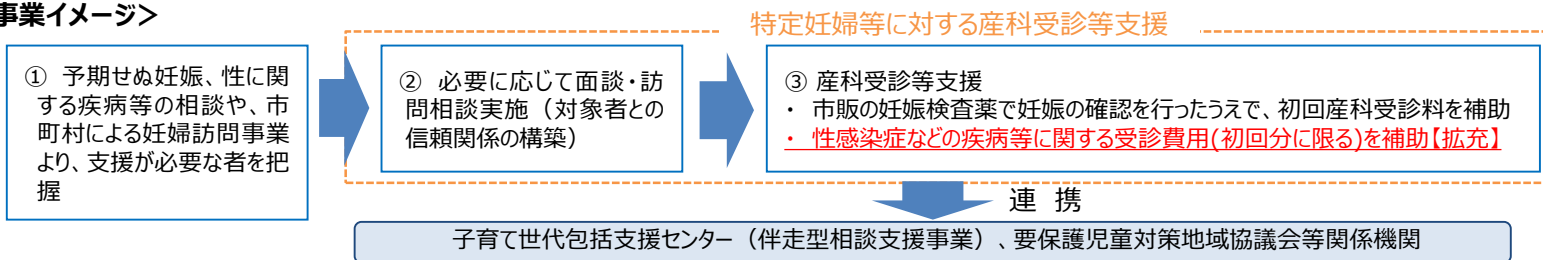 事業イメージ>
特定妊婦等に対する産科受診等支援
① 予期せぬ妊娠、性に関
する疾病等の相談や、市
町村による妊婦訪問事業
より、支援が必要な者を把
握
② 必要に応じて面談・訪
問相談実施（対象者との
信頼関係の構築）
③ 産科受診等支援
・ 市販の妊娠検査薬で妊娠の確認を行ったうえで、初回産科受診料を補助
・ 性感染症などの疾病等に関する受診費用(初回分に限る)を補助【拡充】
連 携
子育て世代包括支援センター（伴走型相談支援事業）、要保護児童対策地域協議会等関係機関